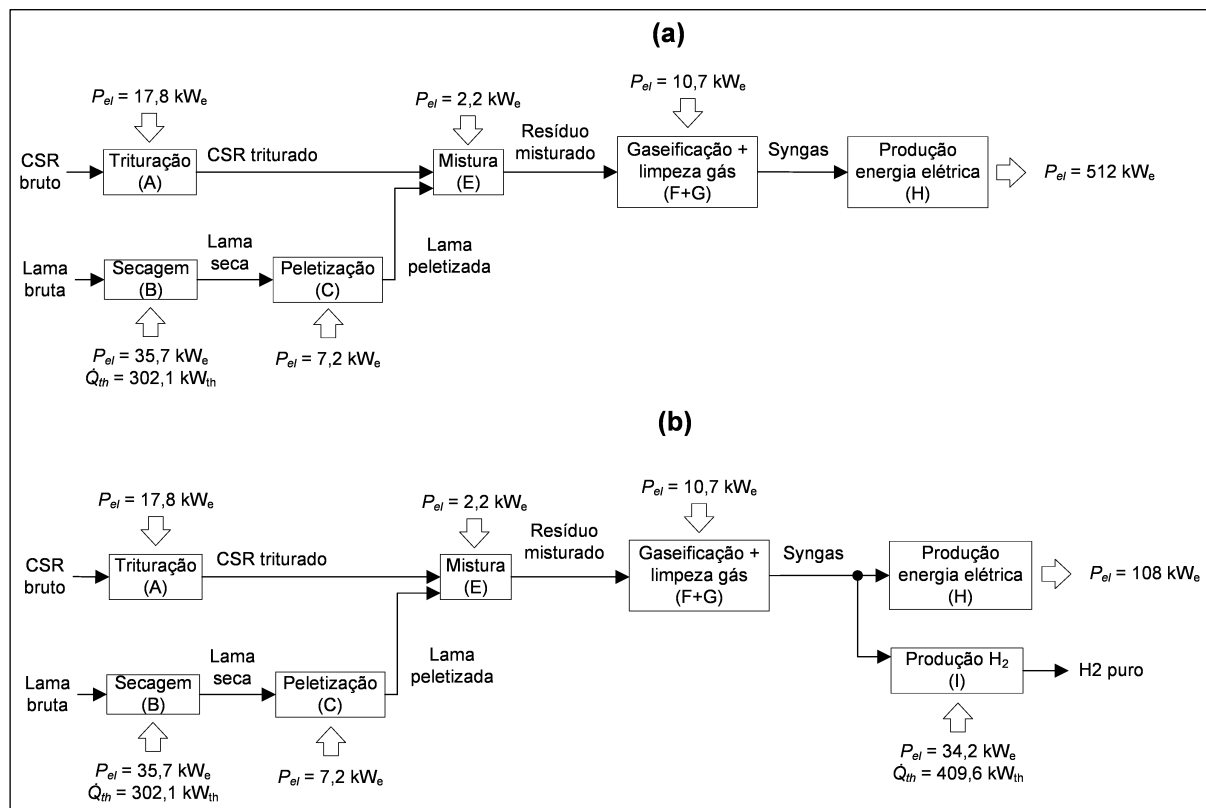 (a)
P_el = 17,8 kW_e
P_el = 2,2 kW_e
P_el = 10,7 kW_e
CSR
bruto
Trituração
(A)
CSR triturado
Mistura
(E)
Resíduo
misturado
Gaseificação +
limpeza gás
(F+G)
Syngas
Produção
energia elétrica
(H)
P_el = 512 kW_e
Lama
bruta
Secagem
(B)
Lama
seca
Peletização
(C)
Lama
peletizada
P_el = 35,7 kW_e
Q̇_th = 302,1 kW_th
P_el = 7,2 kW_e
(b)
P_el = 17,8 kW_e
P_el = 2,2 kW_e
P_el = 10,7 kW_e
CSR
bruto
Trituração
(A)
CSR triturado
Mistura
(E)
Resíduo
misturado
Gaseificação +
limpeza gás
(F+G)
Syngas
Produção
energia elétrica
(H)
P_el = 108 kW_e
Lama
bruta
Secagem
(B)
Lama
seca
Peletização
(C)
Lama
peletizada
Produção H₂
(I)
H2 puro
P_el = 35,7 kW_e
Q̇_th = 302,1 kW_th
P_el = 7,2 kW_e
P_el = 34,2 kW_e
Q̇_th = 409,6 kW_th